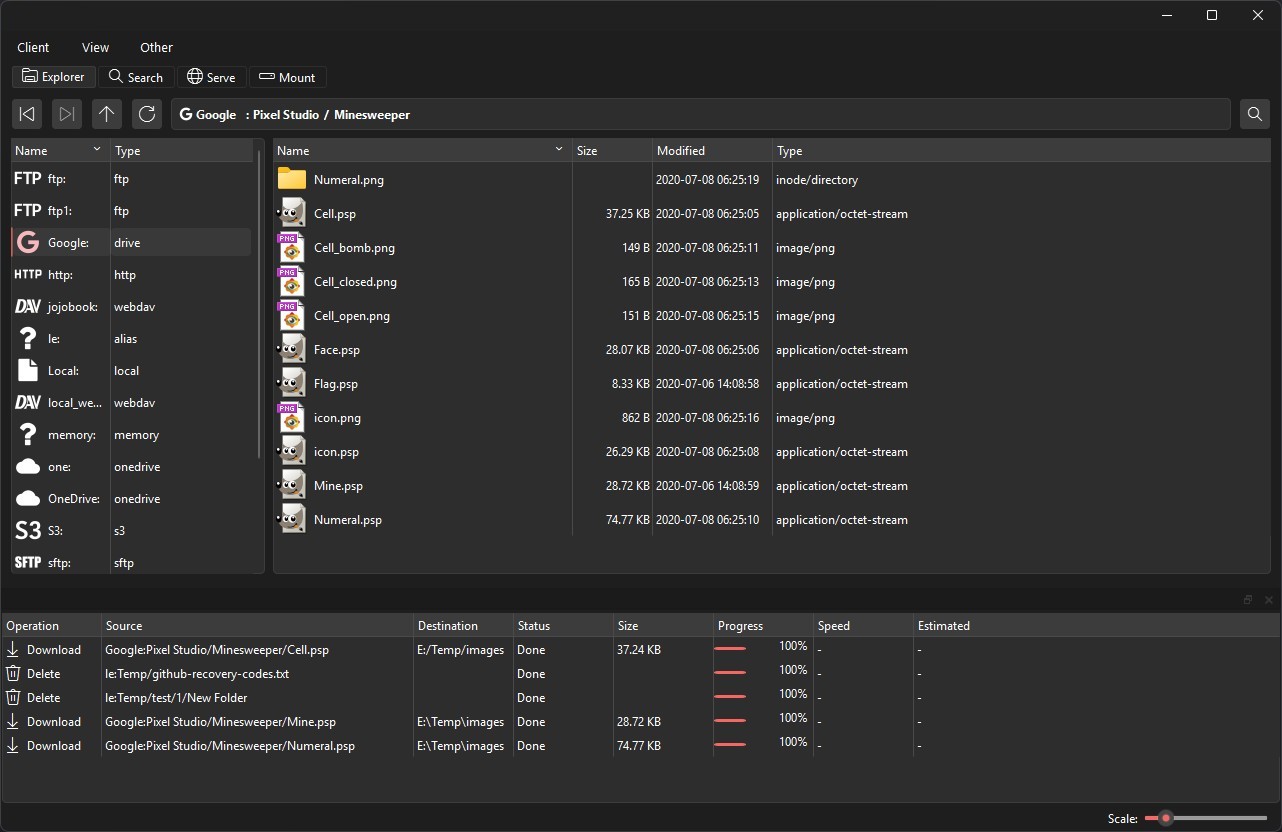 Client View Other
Explorer Search Serve Mount
Google : Pixel Studio / Minesweeper
Name Type
FTP ftp: ftp
FTP ftp1: ftp
G Google: drive
HTTP http: http
DAV jojobook: webdav
? le: alias
Local: local
DAV local_we... webdav
? memory: memory
one: onedrive
OneDrive: onedrive
S3 S3: s3
SFTP sftp: sftp
Name Size Modified Type
Numeral.png 2020-07-08 06:25:19 inode/directory
Cell.psp 37.25 KB 2020-07-08 06:25:05 application/octet-stream
PNG Cell_bomb.png 149 B 2020-07-08 06:25:11 image/png
PNG Cell_closed.png 165 B 2020-07-08 06:25:13 image/png
PNG Cell_open.png 151 B 2020-07-08 06:25:15 image/png
Face.psp 28.07 KB 2020-07-08 06:25:06 application/octet-stream
Flag.psp 8.33 KB 2020-07-06 14:08:58 application/octet-stream
PNG icon.png 862 B 2020-07-08 06:25:16 image/png
icon.psp 26.29 KB 2020-07-08 06:25:08 application/octet-stream
Mine.psp 28.72 KB 2020-07-06 14:08:59 application/octet-stream
Numeral.psp 74.77 KB 2020-07-08 06:25:10 application/octet-stream
Operation Source Destination Status Size Progress Speed Estimated
Download Google:Pixel Studio/Minesweeper/Cell.psp E:/Temp/images Done 37.24 KB 100% - -
Delete le:Temp/github-recovery-codes.txt Done 100% - -
Delete le:Temp/test/1/New Folder Done 100% - -
Download Google:Pixel Studio/Minesweeper/Mine.psp E:\Temp\images Done 28.72 KB 100% - -
Download Google:Pixel Studio/Minesweeper/Numeral.psp E:\Temp\images Done 74.77 KB 100% - -
Scale: